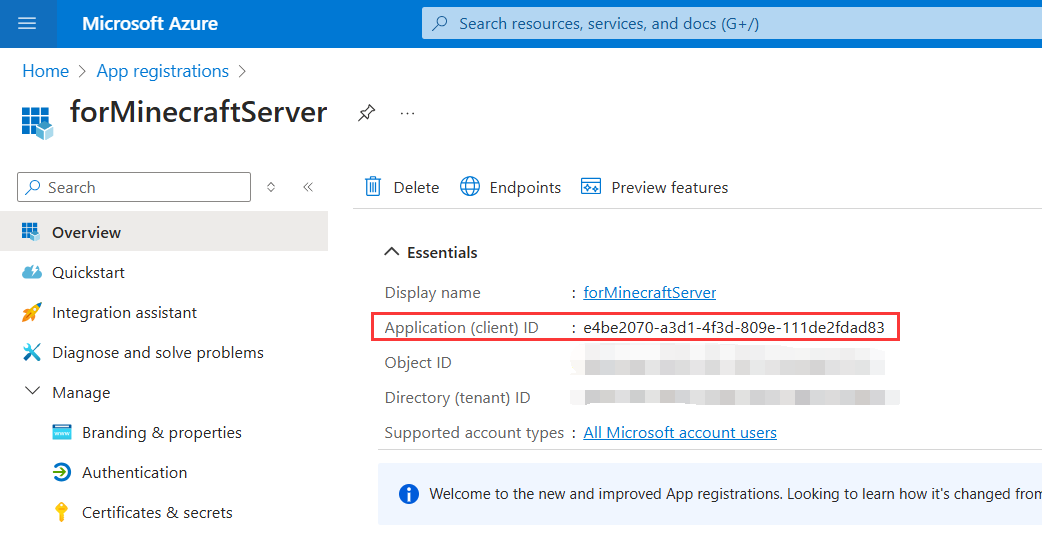 Microsoft Azure
Search resources, services, and docs (G+/)
Home > App registrations >
forMinecraftServer
Search
Overview
Quickstart
Integration assistant
Diagnose and solve problems
Manage
Branding & properties
Authentication
Certificates & secrets
Delete Endpoints Preview features
Essentials
Display name : forMinecraftServer
Application (client) ID : e4be2070-a3d1-4f3d-809e-111de2fdad83
Object ID
Directory (tenant) ID
Supported account types : All Microsoft account users
Welcome to the new and improved App registrations. Looking to learn how it's changed from